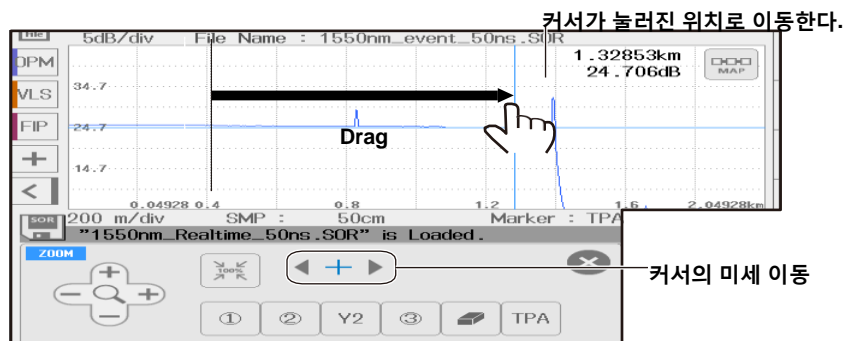 커서가 눌러진 위치로 이동한다.
File
5dB/div File Name : 1550nm_event_50ns.SOR
OPM
1.32853km
24.706dB
MAP
VLS
34.7
FIP
24.7
Drag
14.7
0.04928 0.4 0.8 1.2 1.6 2.04928km
SOR
200 m/div SMP : 50cm Marker : TPA
"1550nm_Realtime_50ns.SOR" is Loaded.
ZOOM
100%
커서의 미세 이동
① ② Y2 ③ TPA